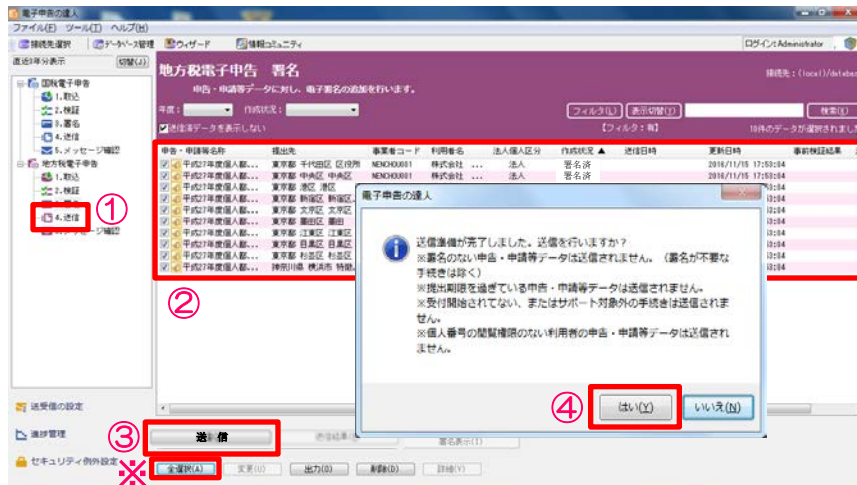 電子申告の達人
ファイル(F) ツール(T) ヘルプ(H)
接続先選択 データベース管理 ウィザード 情報コミュニティ ログイン:Administrator
直近3年分表示 切替(J)
国税電子申告
1.取込
2.検証
3.署名
4.送信
5.メッセージ確認
地方税電子申告
1.取込
2.検証
4.送信
メッセージ確認
①
地方税電子申告 署名
接続先:(local)/databas
申告・申請等データに対し、電子署名の追加を行います。
年度: 作成状況: フィルタ(L) 表示切替(Y) 検索(S)
送信済データを表示しない 【フィルタ:有】 10件のデータが選択されまし
申告・申請等名称 提出先 事業者コード 利用者名 法人個人区分 作成状況 ▲ 送信日時 更新日時 事前検証結果
平成27年度個人都... 東京都 千代田区 区役所 NENCHOU001 株式会社 ... 法人 署名済 2016/11/15 17:53:04
平成27年度個人都... 東京都 中央区 中央区 NENCHOU001 株式会社 ... 法人 署名済 2016/11/15 17:53:04
平成27年度個人都... 東京都 港区 港区
平成27年度個人都... 東京都 新宿区 新宿区
平成27年度個人都... 東京都 文京区 文京区
平成27年度個人都... 東京都 墨田区 墨田
平成27年度個人都... 東京都 江東区 江東区
平成27年度個人都... 東京都 目黒区 目黒区
平成27年度個人都... 東京都 杉並区 杉並区
平成27年度個人都... 神奈川県 横浜市 特別
②
電子申告の達人
送信準備が完了しました。送信を行いますか?
※署名のない申告・申請等データは送信されません。(署名が不要な
手続きは除く)
※提出期限を過ぎている申告・申請等データは送信されません。
※受付開始されてない、またはサポート対象外の手続きは送信されま
せん。
※個人番号の閲覧権限のない利用者の申告・申請等データは送信され
ません。
④ はい(Y) いいえ(N)
送受信の設定
進捗管理
セキュリティ例外設定
③ 送 信 署名表示(I)
※ 全選択(A) 変更(U) 出力(O) 削除(D) 詳細(V)